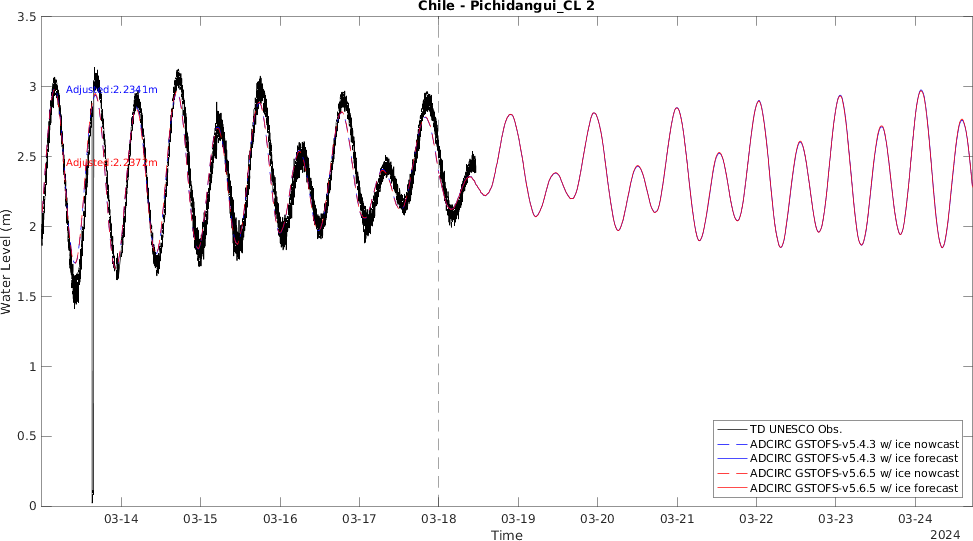 Chile - Pichidangui_CL 2
3.5
3
2.5
2
1.5
1
0.5
0
Water Level (m)
Adjusted:2.2341m
Adjusted:2.2372m
TD UNESCO Obs.
ADCIRC GSTOFS-v5.4.3 w/ ice nowcast
ADCIRC GSTOFS-v5.4.3 w/ ice forecast
ADCIRC GSTOFS-v5.6.5 w/ ice nowcast
ADCIRC GSTOFS-v5.6.5 w/ ice forecast
03-14 03-15 03-16 03-17 03-18 03-19 03-20 03-21 03-22 03-23 03-24
Time
2024